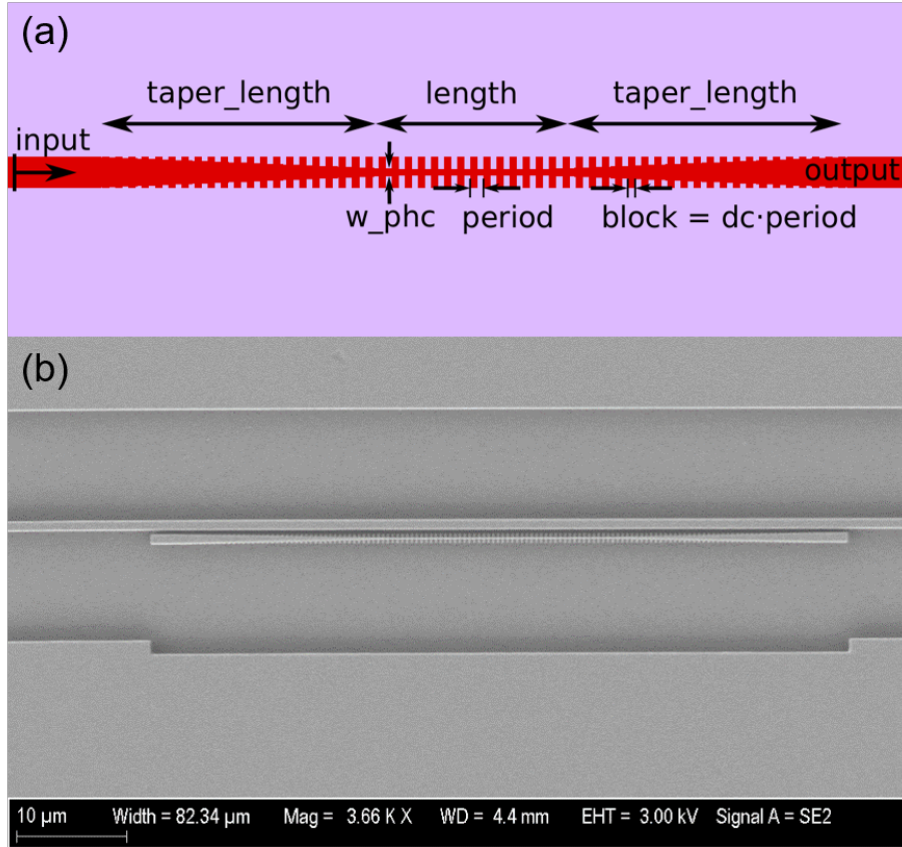 (a)
taper_length length taper_length
input
output
w_phc period block = dc·period
(b)
10 µm Width = 82.34 µm Mag = 3.66 K X WD = 4.4 mm EHT = 3.00 kV Signal A = SE2